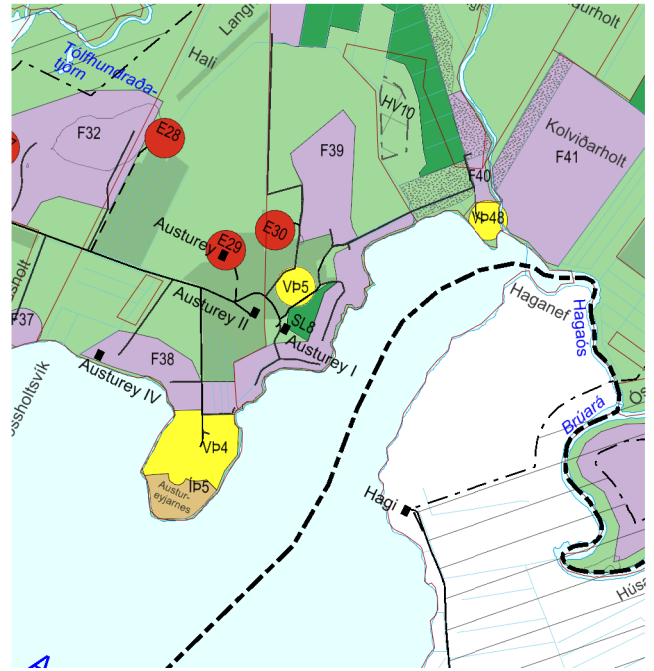 Tólfhundraða-
tjörn
Hali
HV10
Kolviðarholt
F41
F32
E28
F39
F40
VÞ48
Austurey
E29
E30
VÞ5
Haganef
Hagaós
Austurey II
SL8
Austurey I
F37
F38
Austurey IV
Brúará
VÞ4
ÍÞ5
Austur-
eyjarnes
Hagi